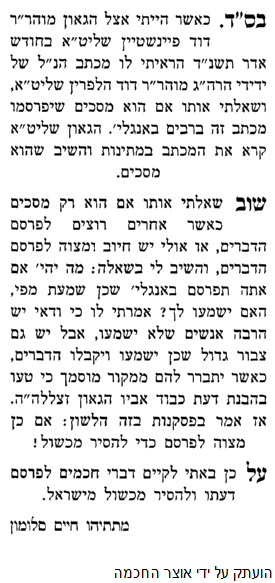 בס"ד. כאשר הייתי אצל הגאון מוהר"ר
דוד פיינשטיין שליט"א בחודש
אדר תשנ"ד הראיתי לו מכתב הנ"ל של
ידידי הרה"ג מוהר"ר דוד הלפרין שליט"א,
ושאלתי אותו אם הוא מסכים שיפרסמו
מכתב זה ברבים באנגלי'. הגאון שליט"א
קרא את המכתב במתינות והשיב שהוא
מסכים.
שוב שאלתי אותו אם הוא רק מסכים
כאשר אחרים רוצים לפרסם
הדברים, או אולי יש חיוב ומצוה לפרסם
הדברים, והשיב לי בשאלה: מה יהי' אם
אתה תפרסם באנגלי' שכן שמעת מפי,
האם ישמעו לך? אמרתי לו כי ודאי יש
הרבה אנשים שלא ישמעו, אבל יש גם
צבור גדול שכן ישמעו ויקבלו הדברים,
כאשר יתברר להם ממקור מוסמך כי טעו
בהבנת דעת כבוד אביו הגאון זצללה"ה.
אז אמר בפסקנות בזה הלשון: אם כן
מצוה לפרסם כדי להסיר מכשול!
על כן באתי לקיים דברי חכמים לפרסם
דעתו ולהסיר מכשול מישראל.
מתתיהו חיים סלומון
הועתק על ידי אוצר החכמה